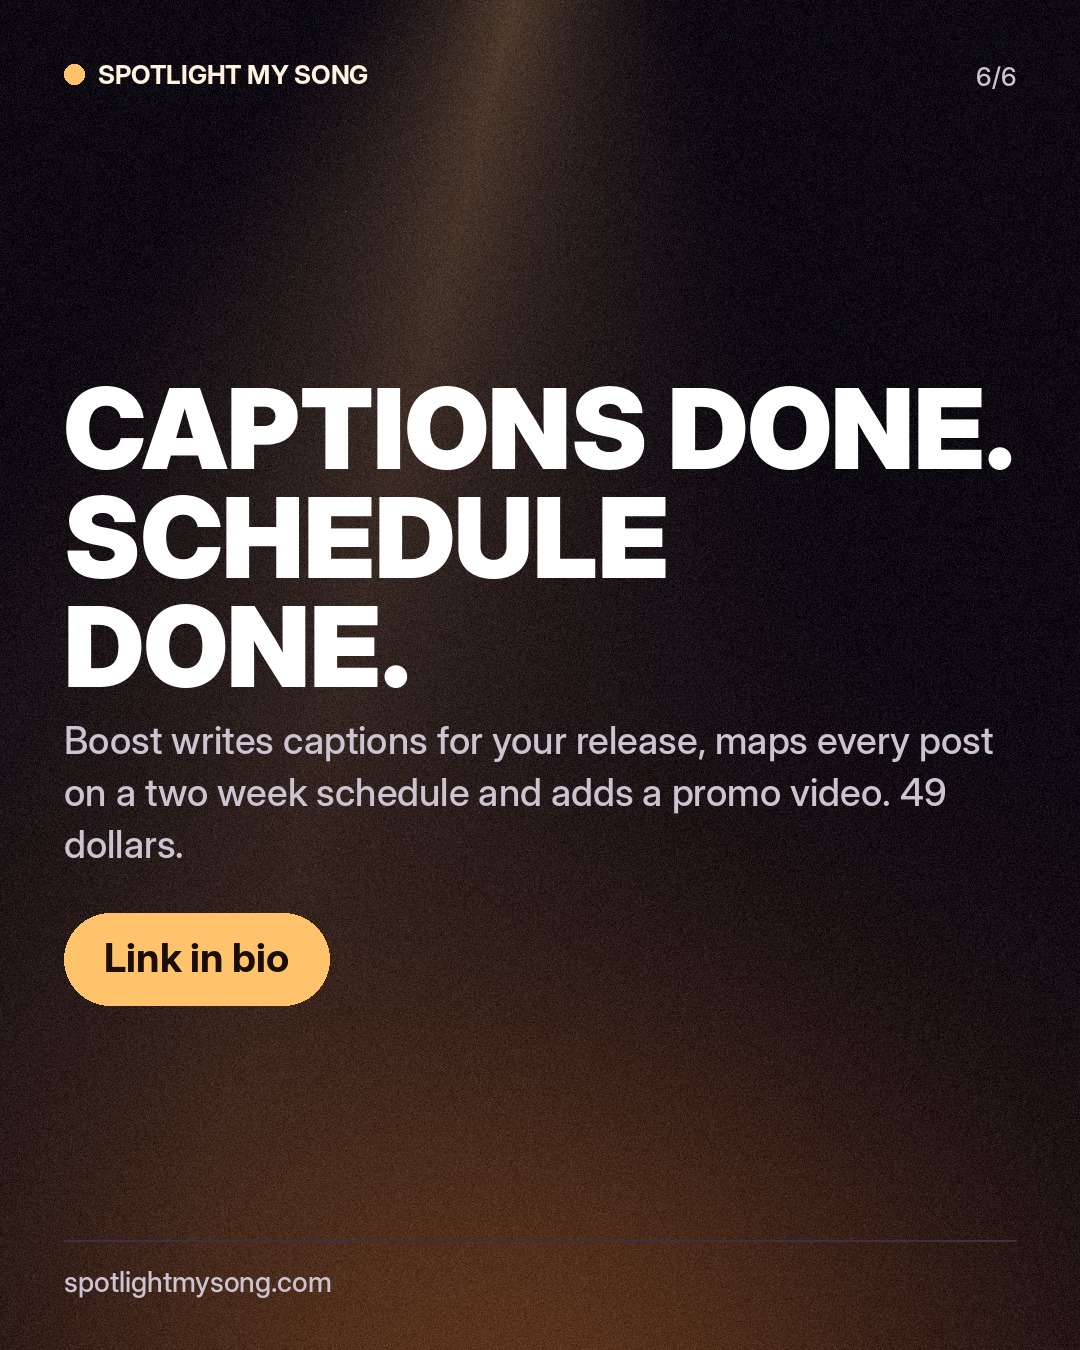 SPOTLIGHT MY SONG
6/6
CAPTIONS DONE.
SCHEDULE
DONE.
Boost writes captions for your release, maps every post
on a two week schedule and adds a promo video. 49
dollars.
Link in bio
spotlightmysong.com